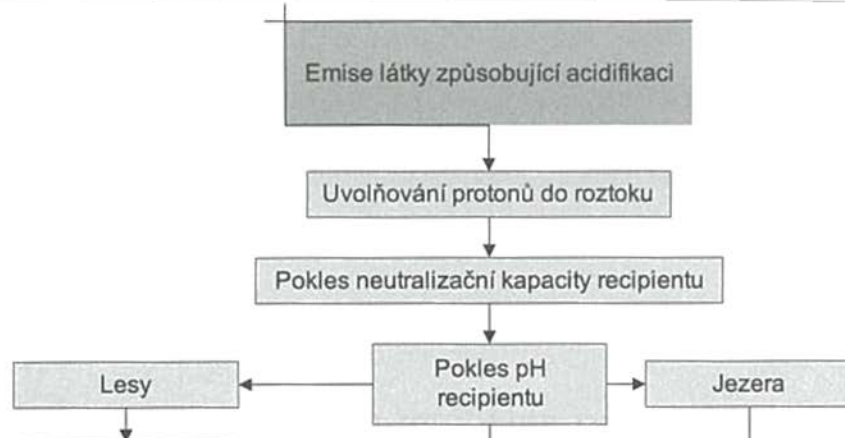 Emise látky způsobující acidifikaci
Uvolňování protonů do roztoku
Pokles neutralizační kapacity recipientu
Lesy
Pokles pH
recipientu
Jezera